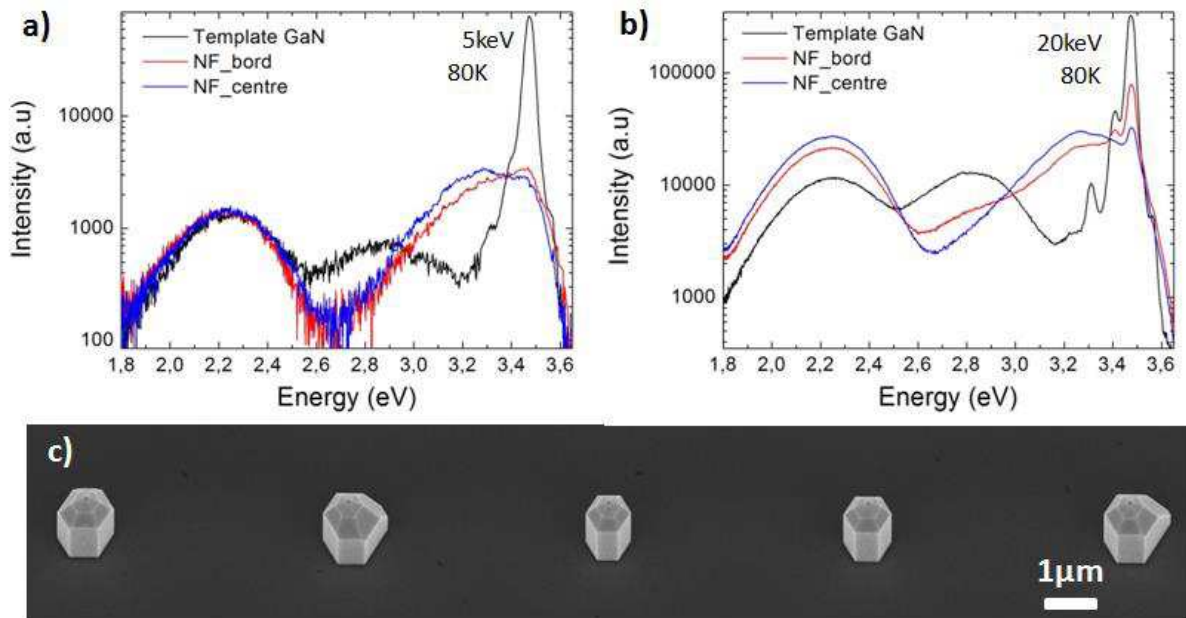 a)
Template GaN
NF_bord
NF_centre
5keV
80K
10000
1000
100
Intensity (a.u)
1,8 2,0 2,2 2,4 2,6 2,8 3,0 3,2 3,4 3,6
Energy (eV)
b)
Template GaN
NF_bord
NF_centre
20keV
80K
100000
10000
1000
Intensity (a.u)
1,8 2,0 2,2 2,4 2,6 2,8 3,0 3,2 3,4 3,6
Energy (eV)
c)
1µm